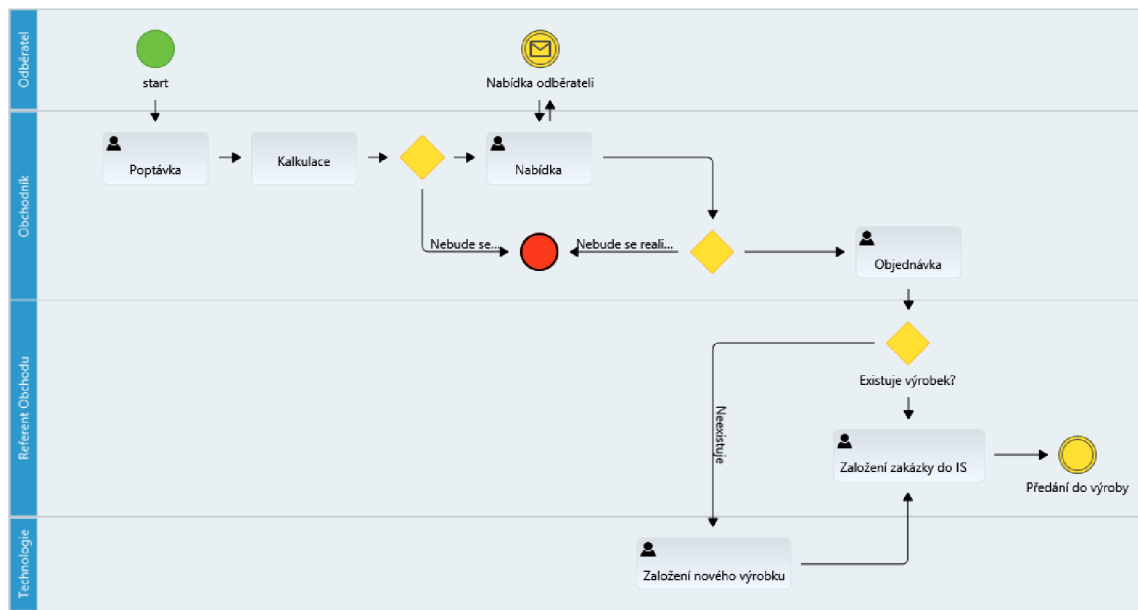 Odběratel
start
Nabídka odběrateli
Obchodník
Poptávka
Kalkulace
Nabídka
Nebude se...
Nebude se reali...
Objednávka
Referent Obchodu
Existuje výrobek?
Neexistuje
Založení zakázky do IS
Předání do výroby
Technologie
Založení nového výrobku